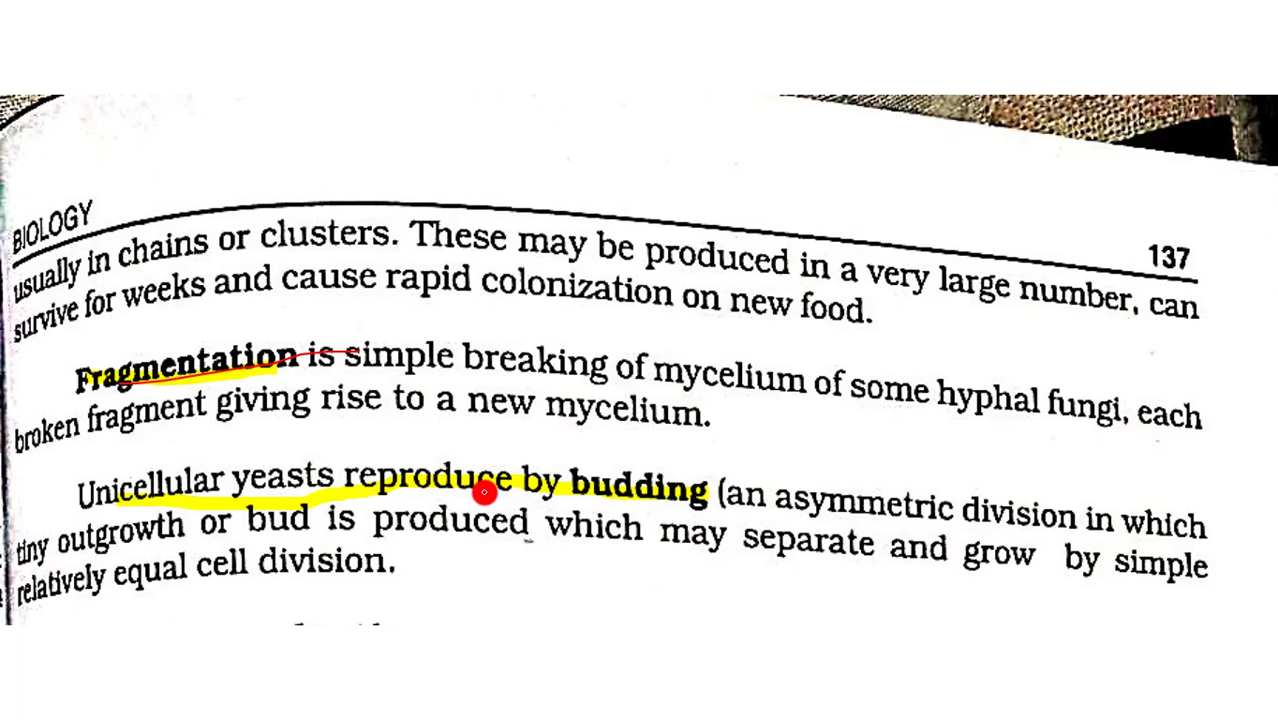 BIOLOGY
137
usually in chains or clusters. These may be produced in a very large number, can
survive for weeks and cause rapid colonization on new food.
Fragmentation is simple breaking of mycelium of some hyphal fungi, each
broken fragment giving rise to a new mycelium.
Unicellular yeasts reproduce by budding (an asymmetric division in which
tiny outgrowth or bud is produced which may separate and grow by simple
relatively equal cell division.